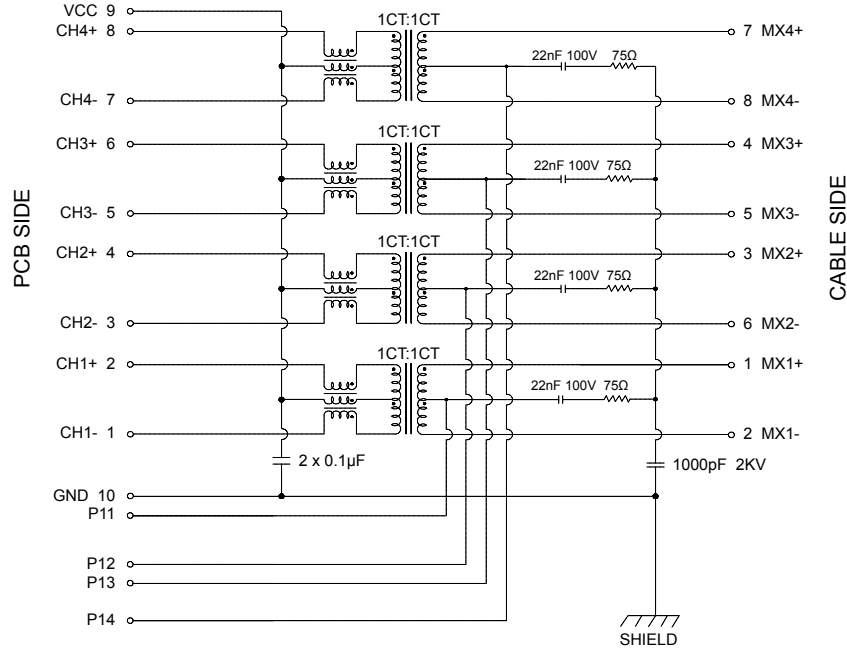 VCC 9
CH4+ 8
1CT:1CT
7 MX4+
22nF 100V 75Ω
CH4- 7
8 MX4-
1CT:1CT
CH3+ 6
4 MX3+
22nF 100V 75Ω
PCB SIDE
CABLE SIDE
CH3- 5
5 MX3-
1CT:1CT
CH2+ 4
3 MX2+
22nF 100V 75Ω
CH2- 3
6 MX2-
1CT:1CT
CH1+ 2
1 MX1+
22nF 100V 75Ω
CH1- 1
2 MX1-
2 x 0.1µF
1000pF 2KV
GND 10
P11
P12
P13
P14
SHIELD